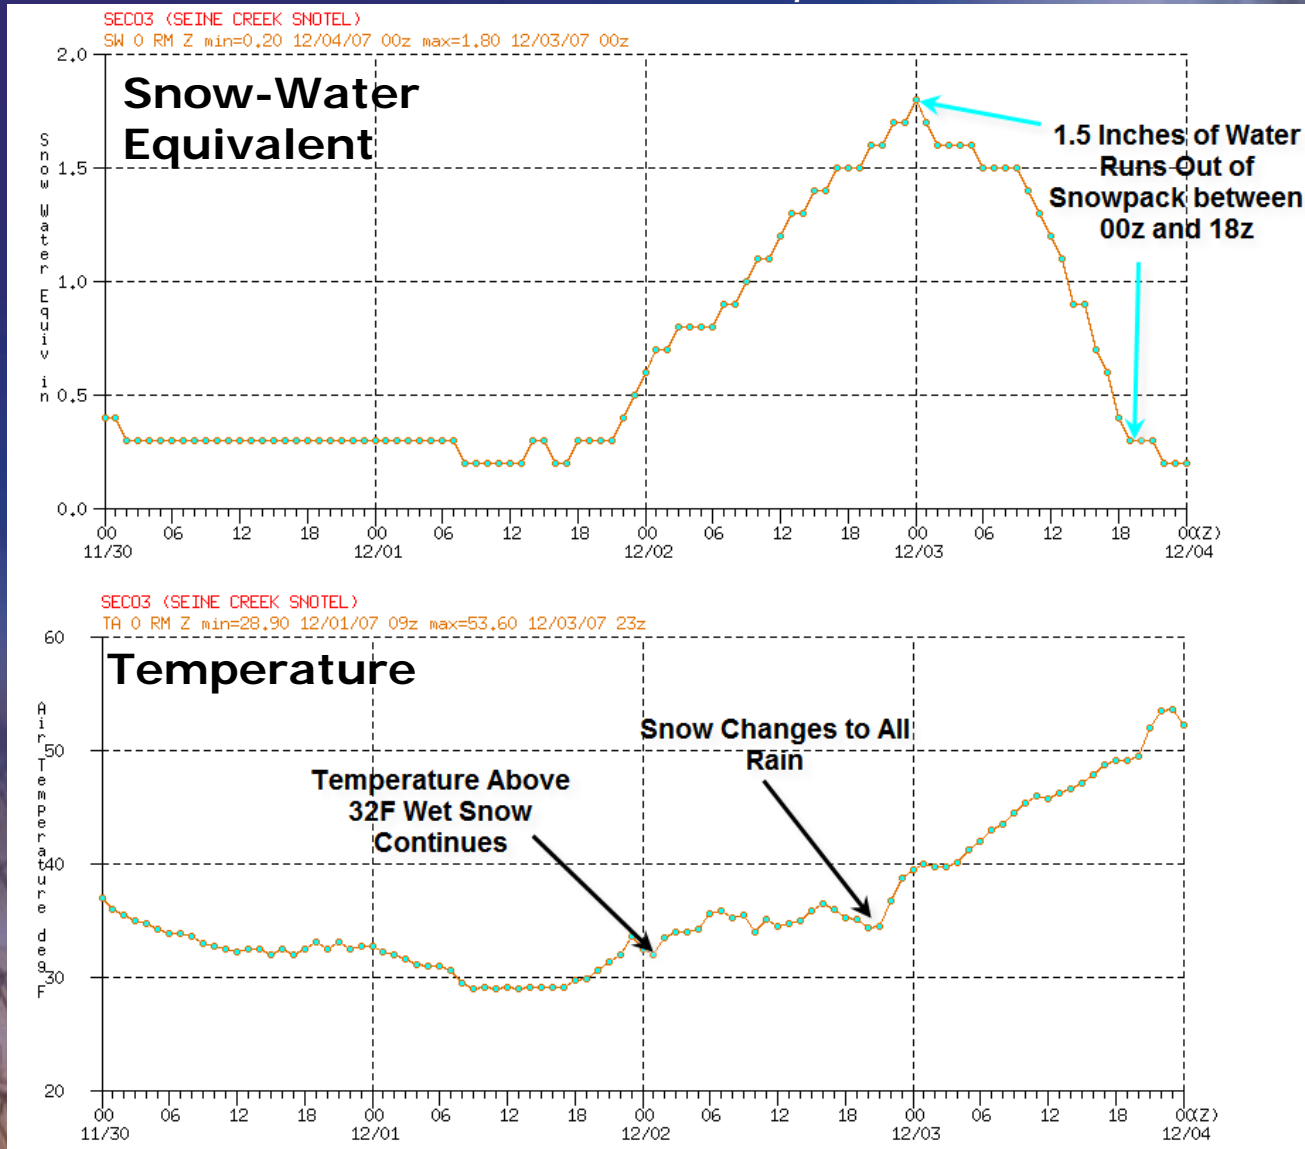 SECO3 (SEINE CREEK SNOTEL)
SW O RM Z min=0.20 12/04/07 00z max=1.80 12/03/07 00z
Snow-Water
Equivalent
1.5 Inches of Water
Runs Out of
Snowpack between
00z and 18z
Snow Water Equiv in
2.0
1.5
1.0
0.5
0.0
00 06 12 18 00 06 12 18 00 06 12 18 00 06 12 18 00(Z)
11/30 12/01 12/02 12/03 12/04
SECO3 (SEINE CREEK SNOTEL)
TA O RM Z min=28.90 12/01/07 09z max=53.60 12/03/07 23z
Temperature
Snow Changes to All
Rain
Temperature Above
32F Wet Snow
Continues
Air Temperature degF
60
50
40
30
20
00 06 12 18 00 06 12 18 00 06 12 18 00 06 12 18 00(Z)
11/30 12/01 12/02 12/03 12/04